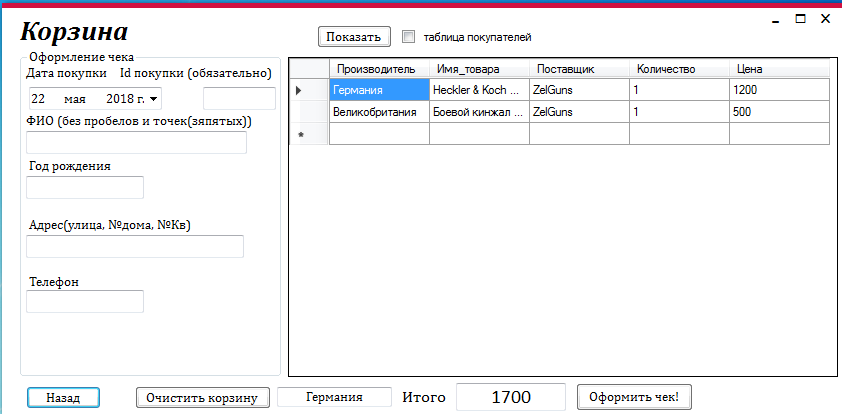 Корзина
Показать таблица покупателей
Оформление чека
Дата покупки Id покупки (обязательно)
22 мая 2018 г.
ФИО (без пробелов и точек(зяпятых))
Год рождения
Адрес(улица, №дома, №Кв)
Телефон
Производитель Имя_товара Поставщик Количество Цена
Германия Heckler & Koch ... ZelGuns 1 1200
Великобритания Боевой кинжал ... ZelGuns 1 500
Назад Очистить корзину Германия Итого 1700 Оформить чек!